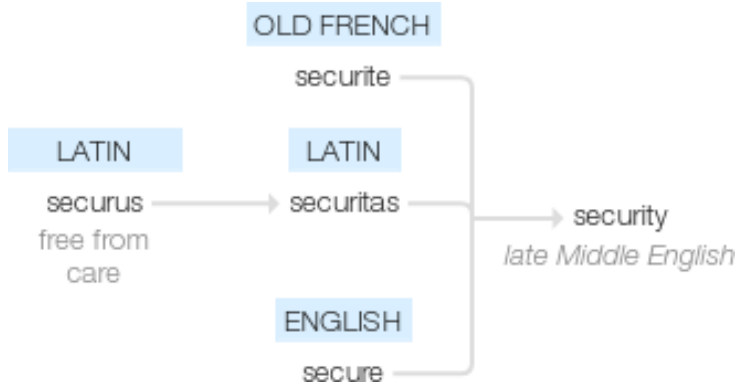 OLD FRENCH
securite
LATIN
LATIN
securus
securitas
security
free from
care
late Middle English
ENGLISH
secure